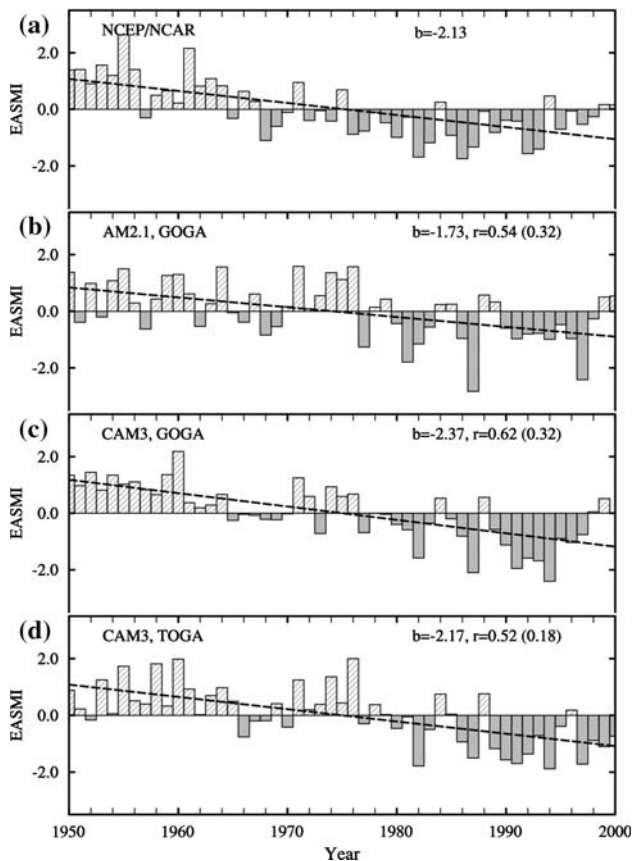 (a)
NCEP/NCAR b=-2.13
2.0
0.0
-2.0
EASMI
(b)
AM2.1, GOGA b=-1.73, r=0.54 (0.32)
2.0
0.0
-2.0
EASMI
(c)
CAM3, GOGA b=-2.37, r=0.62 (0.32)
2.0
0.0
-2.0
EASMI
(d)
CAM3, TOGA b=-2.17, r=0.52 (0.18)
2.0
0.0
-2.0
EASMI
1950 1960 1970 1980 1990 2000
Year